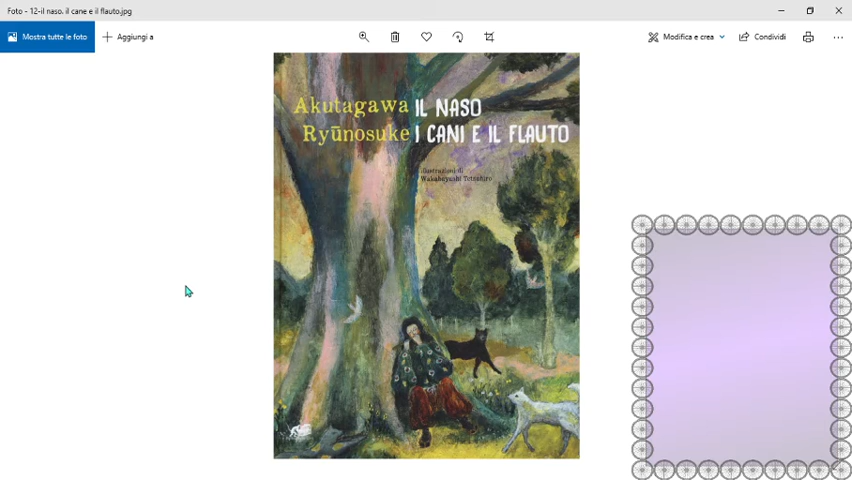 Foto - 12-il naso, il cane e il flauto.jpg
Mostra tutte le foto
Aggiungi a
Modifica e crea
Condividi
Akutagawa IL NASO
Ryūnosuke I CANI E IL FLAUTO
illustrazioni di
Wakabayashi Tetsuhiro